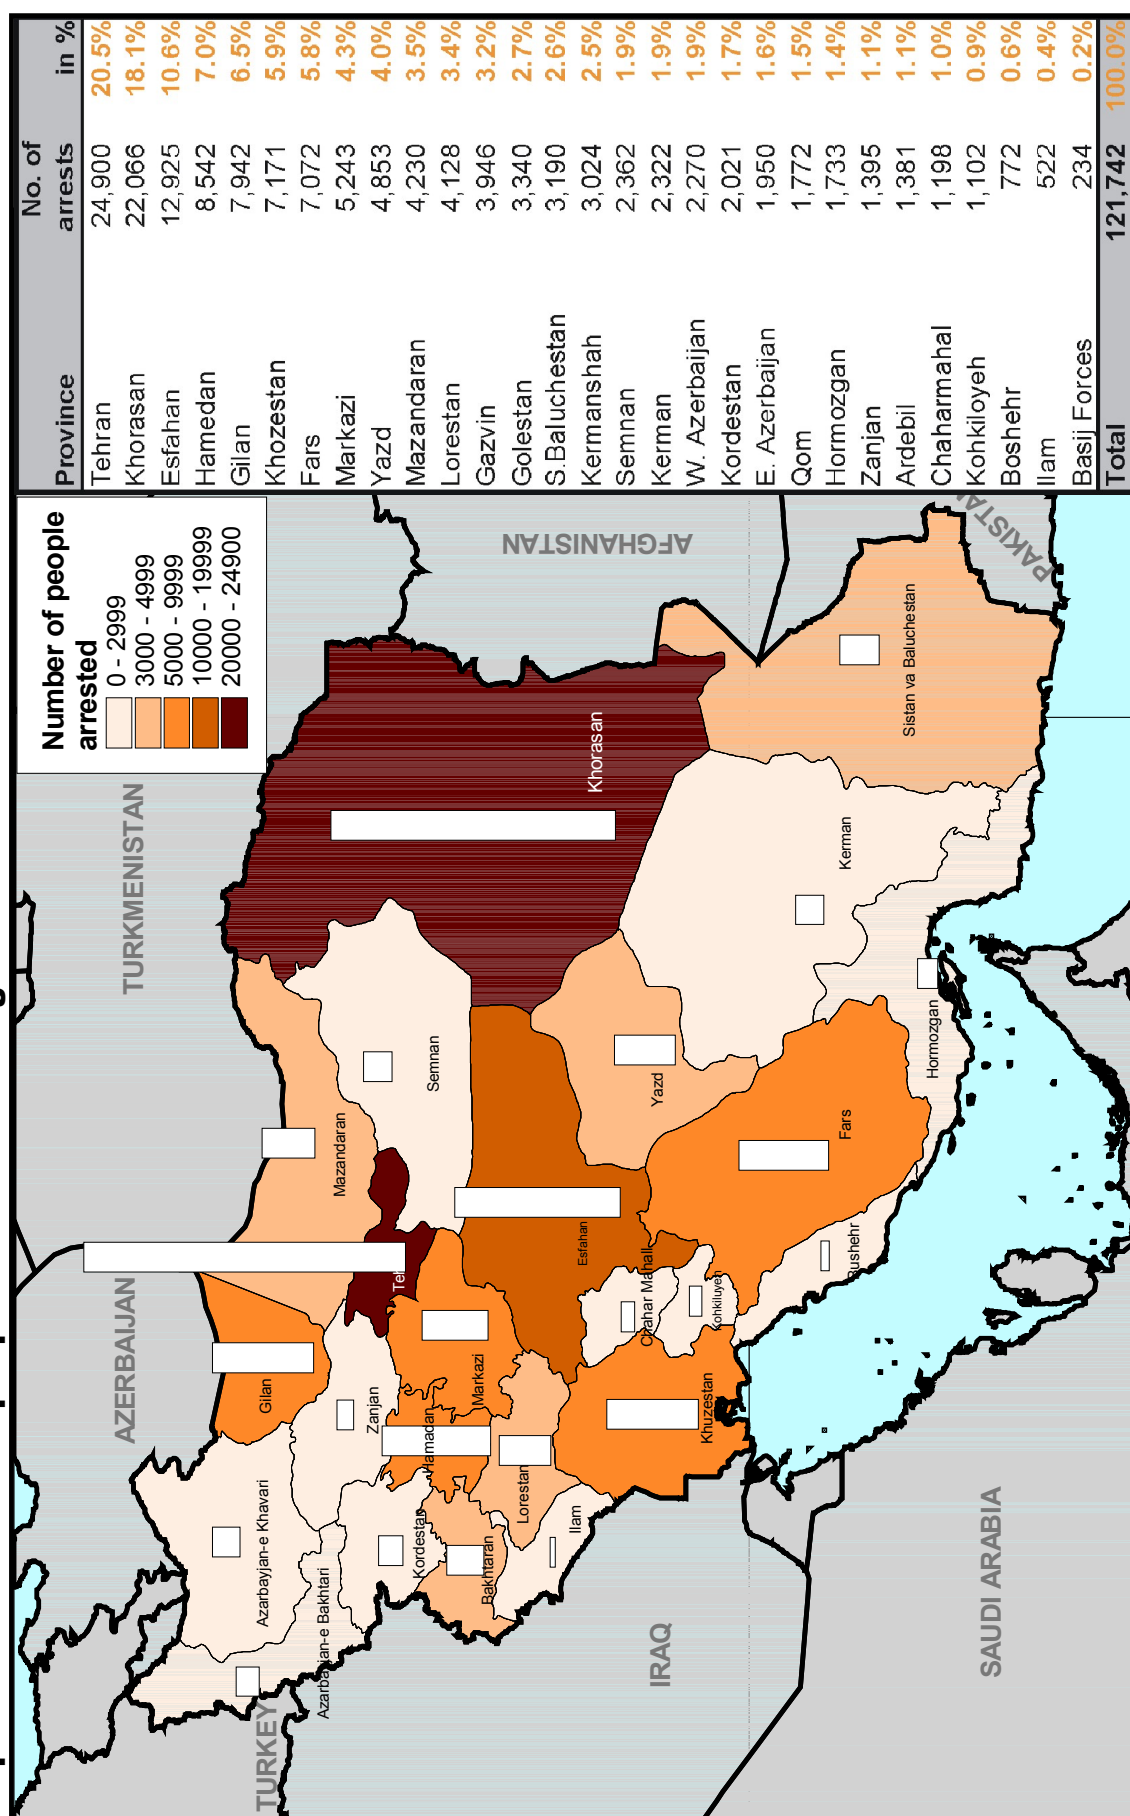 Number of people
arrested
0 - 2999
3000 - 4999
5000 - 9999
10000 - 19999
20000 - 24900
TURKMENISTAN
AZERBAIJAN
TURKEY
AFGHANISTAN
IRAQ
SAUDI ARABIA
Azarbayjan-e Khavari
Azarbayjan-e Bakhtari
Gilan
Zanjan
Kordestan
Hamadan
Bakhtaran
Markazi
Lorestan
Ilam
Mazandaran
Semnan
Khorasan
Esfahan
Yazd
Khuzestan
Chahar Mahall
Kohkiluyeh
Fars
Bushehr
Kerman
Hormozgan
Sistan va Baluchestan
No. of
Province arrests in %
Tehran 24,900 20.5%
Khorasan 22,066 18.1%
Esfahan 12,925 10.6%
Hamedan 8,542 7.0%
Gilan 7,942 6.5%
Khozestan 7,171 5.9%
Fars 7,072 5.8%
Markazi 5,243 4.3%
Yazd 4,853 4.0%
Mazandaran 4,230 3.5%
Lorestan 4,128 3.4%
Gazvin 3,946 3.2%
Golestan 3,340 2.7%
S.Baluchestan 3,190 2.6%
Kermanshah 3,024 2.5%
Semnan 2,362 1.9%
Kerman 2,322 1.9%
W. Azerbaijan 2,270 1.9%
Kordestan 2,021 1.7%
E. Azerbaijan 1,950 1.6%
Qom 1,772 1.5%
Hormozgan 1,733 1.4%
Zanjan 1,395 1.1%
Ardebil 1,381 1.1%
Chaharmahal 1,198 1.0%
Kohkiloyeh 1,102 0.9%
Boshehr 772 0.6%
Ilam 522 0.4%
Basij Forces 234 0.2%
Total 121,742 100.0%